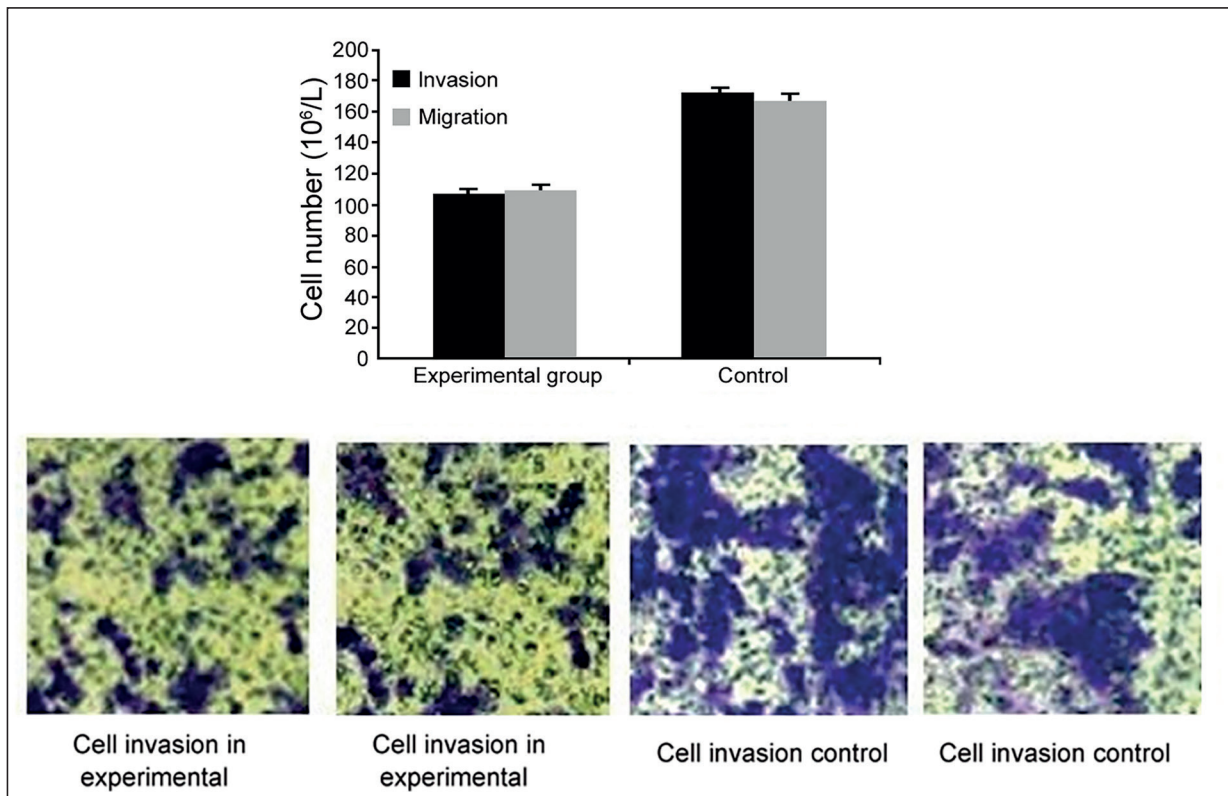 200
180
160
140
120
100
80
60
40
20
0
Cell number (10⁶/L)
Invasion
Migration
Experimental group
Control
Cell invasion in
experimental
Cell invasion in
experimental
Cell invasion control
Cell invasion control